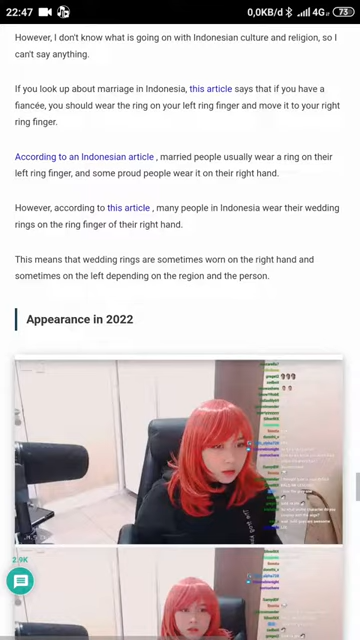 22:47
0,0KB/s
4G
73
However, I don't know what is going on with Indonesian culture and religion, so I
can't say anything.
If you look up about marriage in Indonesia, this article says that if you have a
fiancée, you should wear the ring on your left ring finger and move it to your right
ring finger.
According to an Indonesian article , married people usually wear a ring on their
left ring finger, and some proud people wear it on their right hand.
However, according to this article , many people in Indonesia wear their wedding
rings on the ring finger of their right hand.
This means that wedding rings are sometimes worn on the right hand and
sometimes on the left depending on the region and the person.
Appearance in 2022
2.9K